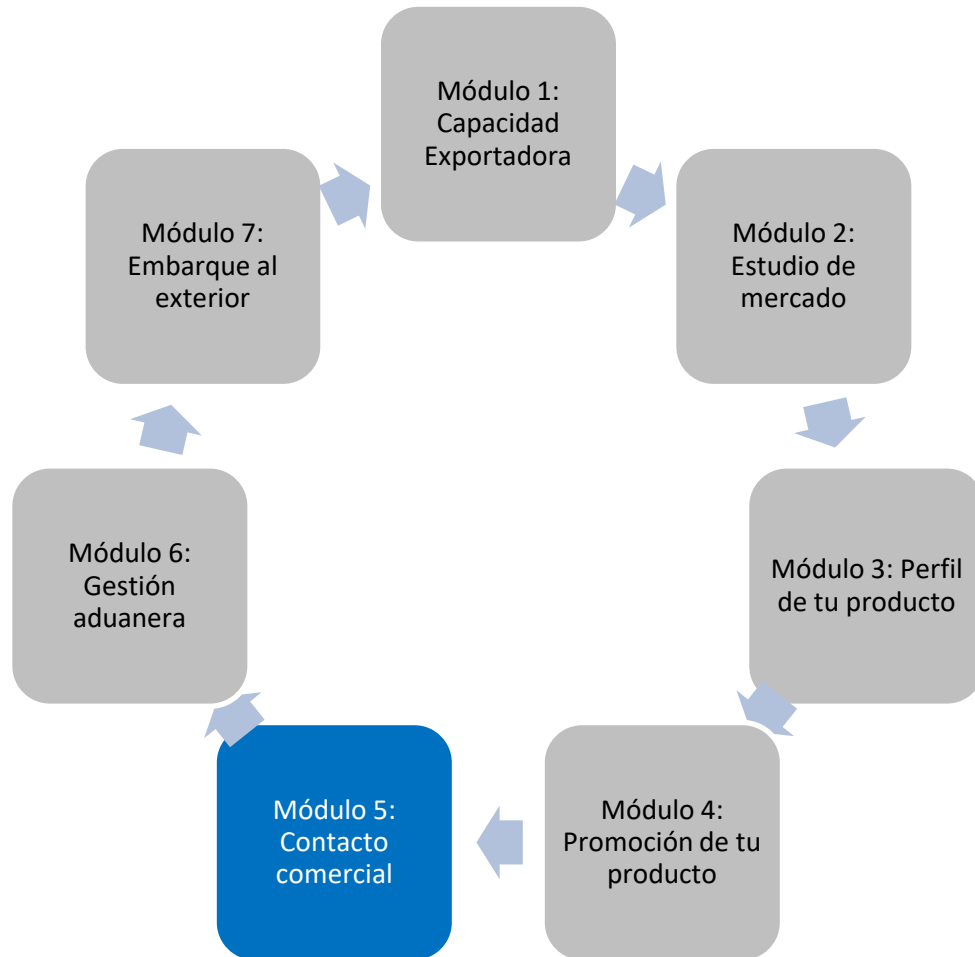 Módulo 1:
Capacidad
Exportadora
Módulo 2:
Estudio de
mercado
Módulo 3: Perfil
de tu producto
Módulo 4:
Promoción de tu
producto
Módulo 5:
Contacto
comercial
Módulo 6:
Gestión
aduanera
Módulo 7:
Embarque al
exterior